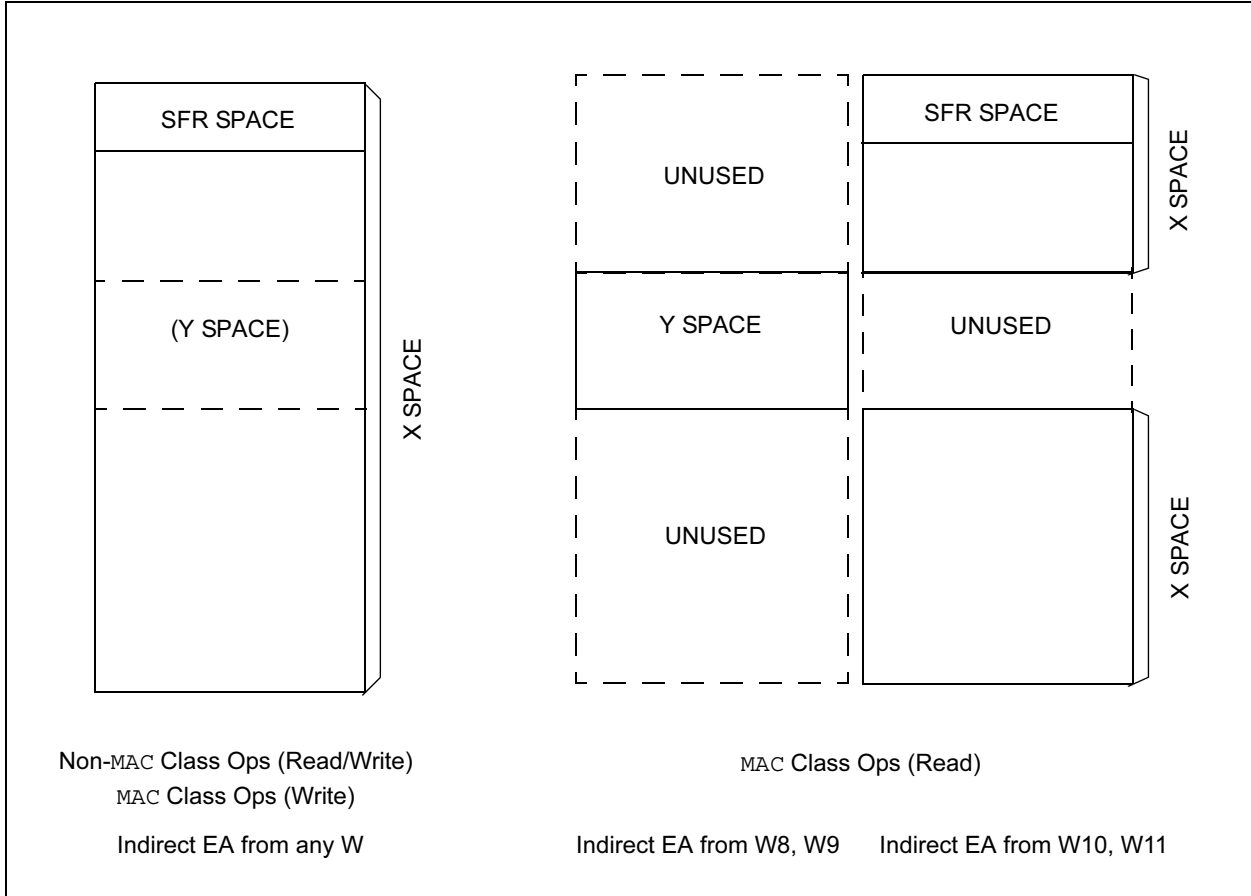 SFR SPACE
(Y SPACE)
X SPACE
Non-MAC Class Ops (Read/Write)
MAC Class Ops (Write)
Indirect EA from any W
UNUSED
Y SPACE
UNUSED
SFR SPACE
X SPACE
UNUSED
X SPACE
MAC Class Ops (Read)
Indirect EA from W8, W9
Indirect EA from W10, W11